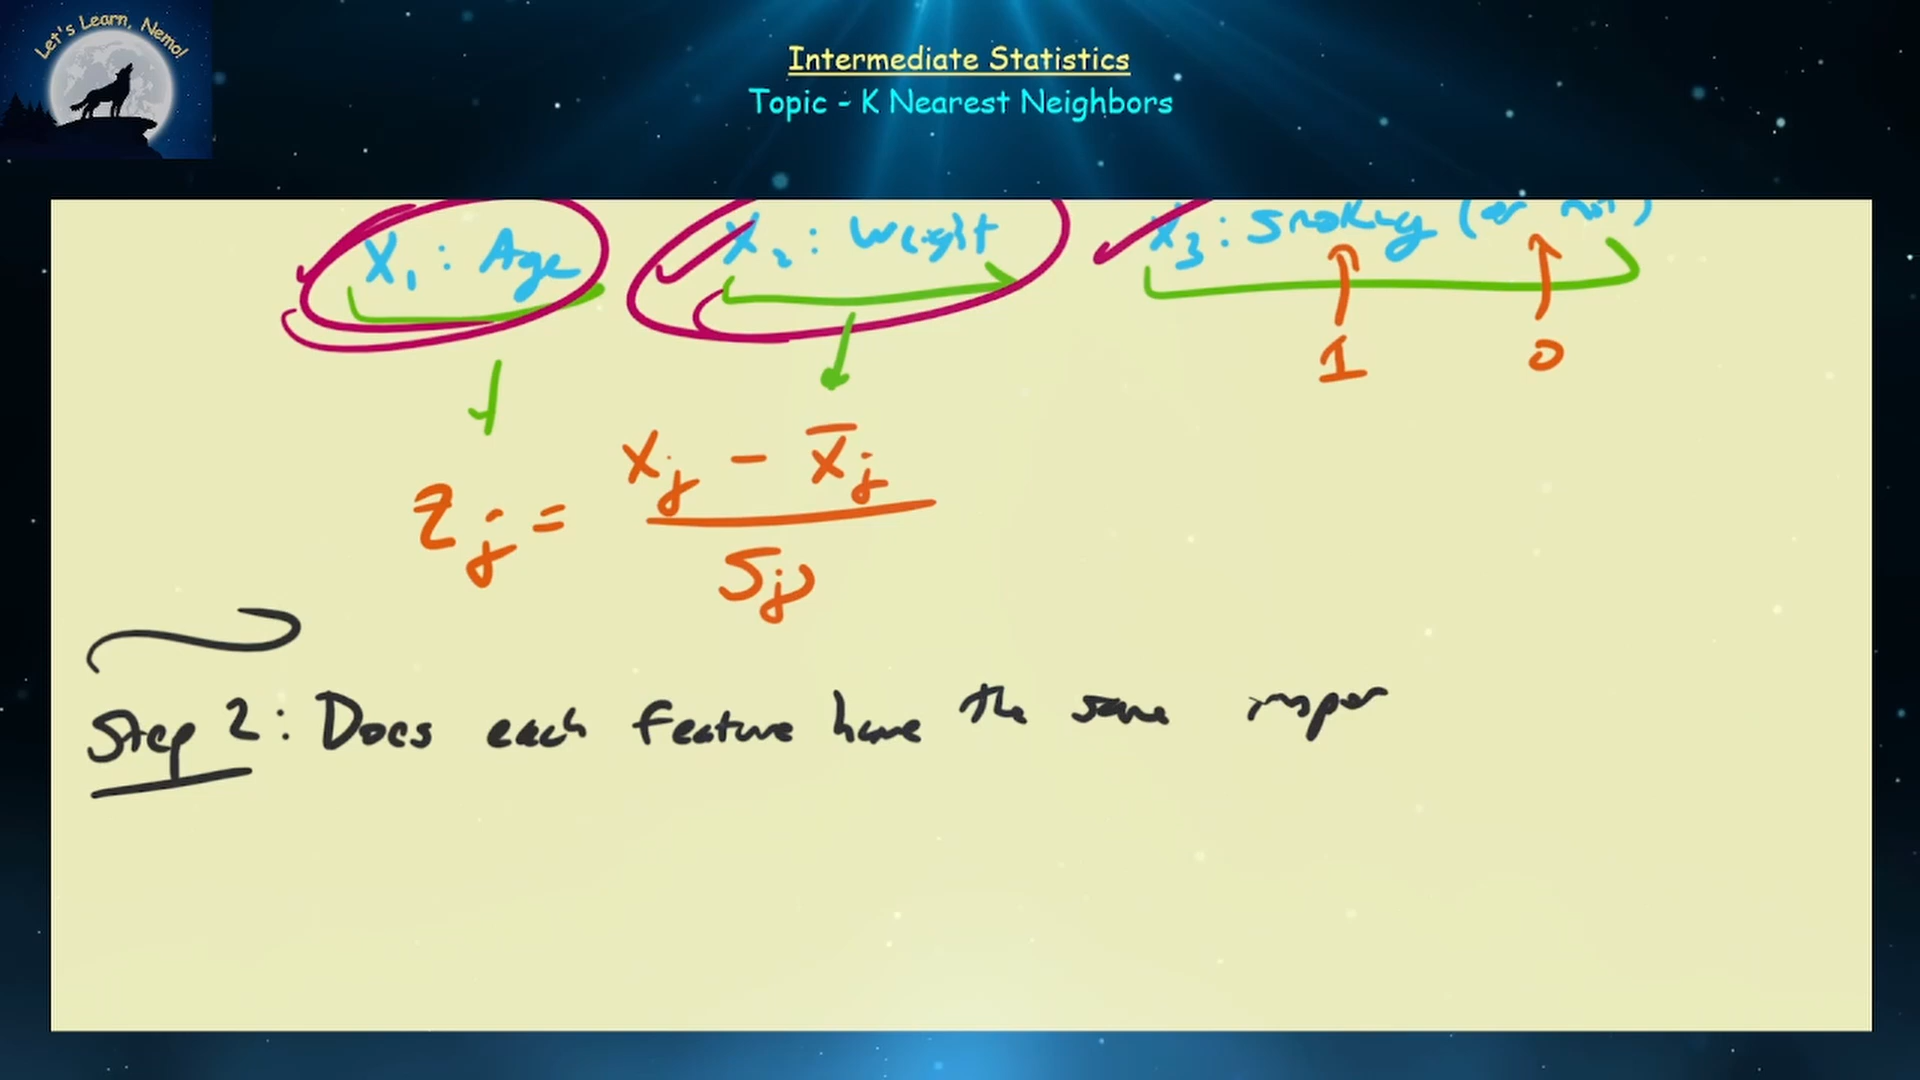 Let's Learn, Nemo!
Intermediate Statistics
Topic - K Nearest Neighbors
X₁ : Age
X₂ : Weight
X₃ : Smoking (or not)
1
0
Zj = (Xj - X̄j) / Sj
Step 2: Does each feature have the same impor